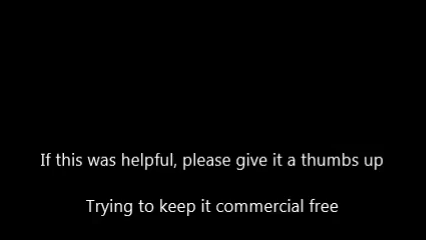 If this was helpful, please give it a thumbs up
Trying to keep it commercial free